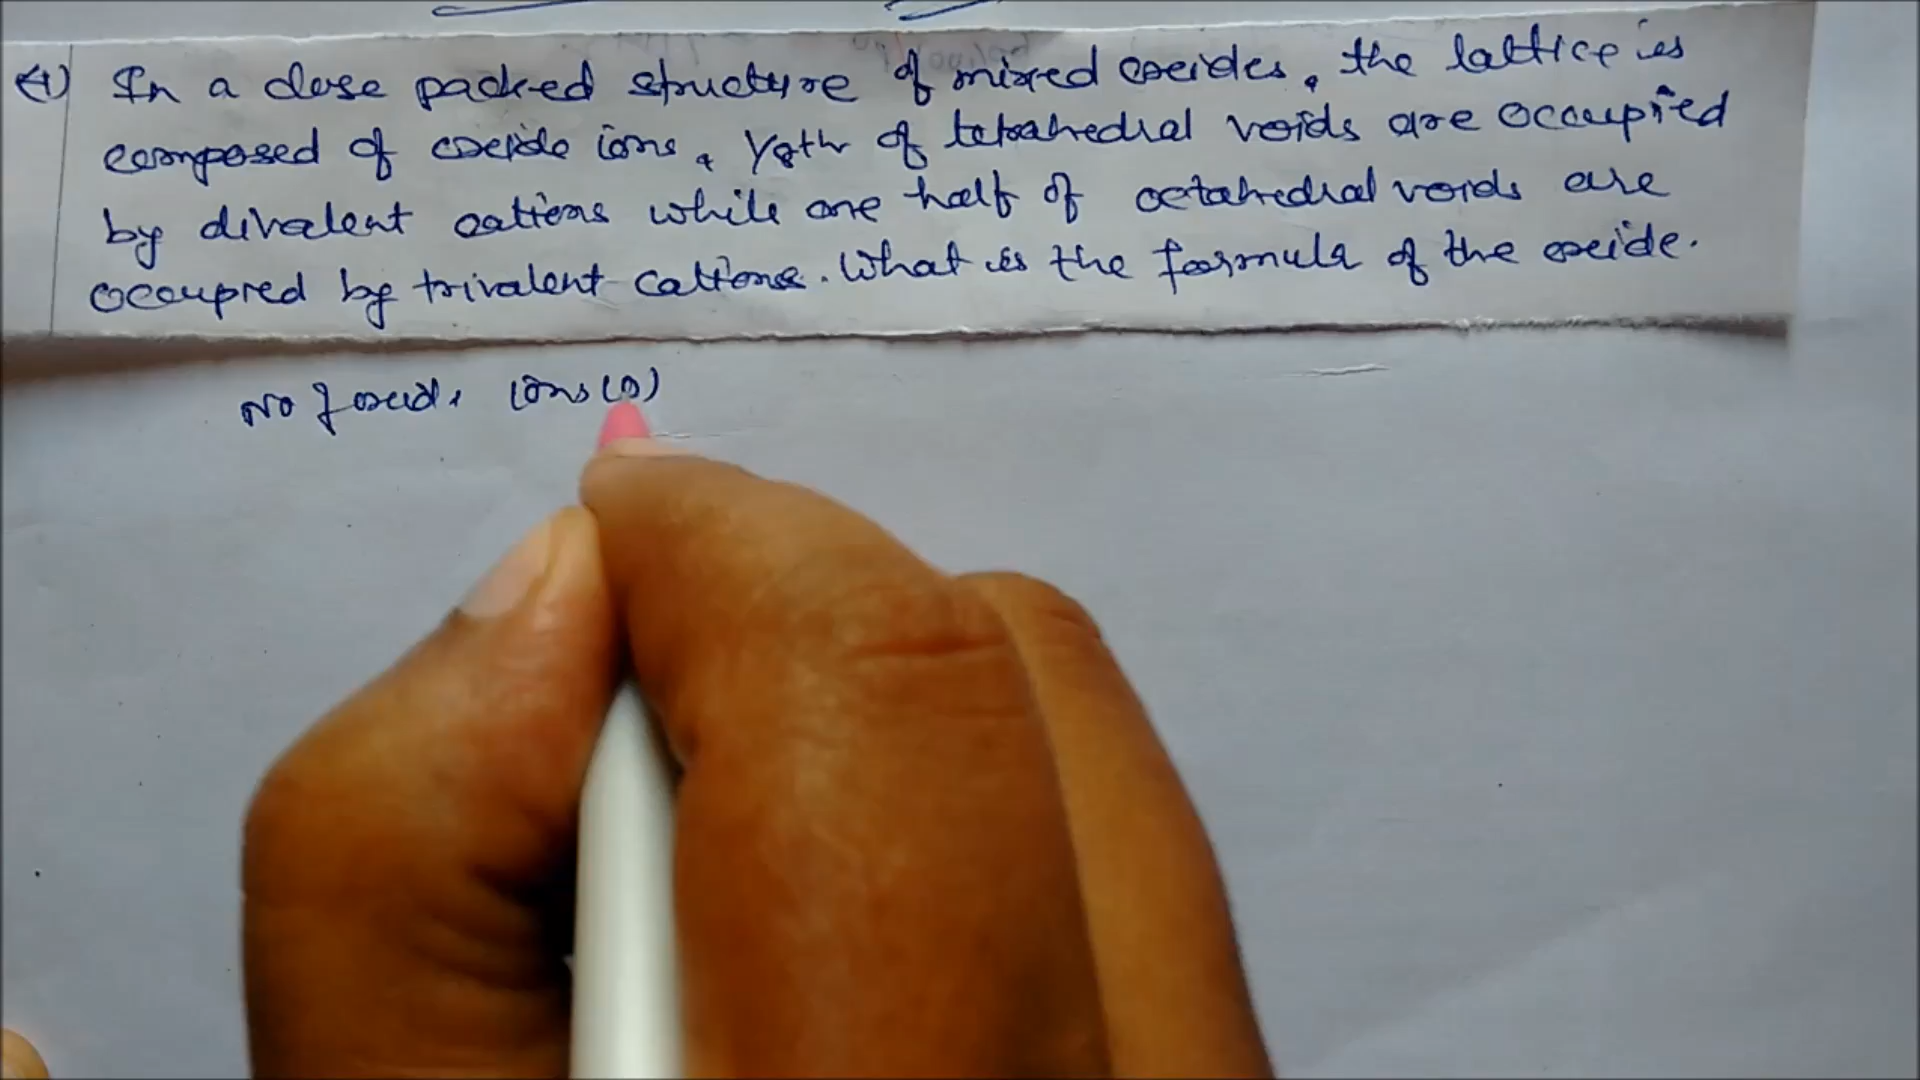 4) In a close packed structure of mixed oxides, the lattice is
composed of oxide ions, 1/8th of tetrahedral voids are occupied
by divalent cations while one half of octahedral voids are
occupied by trivalent cations. What is the formula of the oxide.
No of oxide ions (O)